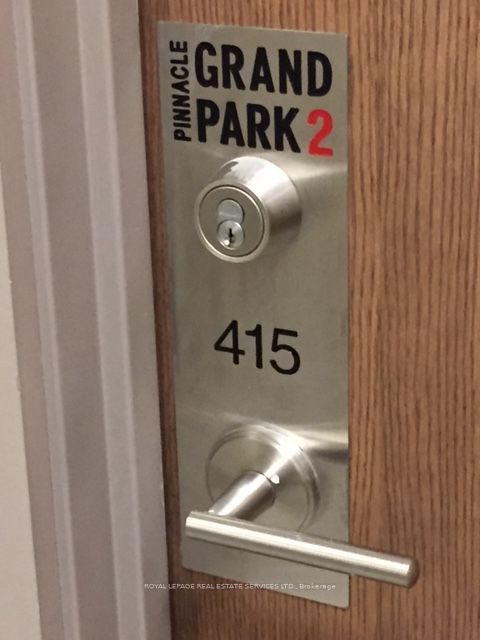 PINNACLE
GRAND
PARK 2
415
ROYAL LEPAGE REAL ESTATE SERVICES LTD., Brokerage